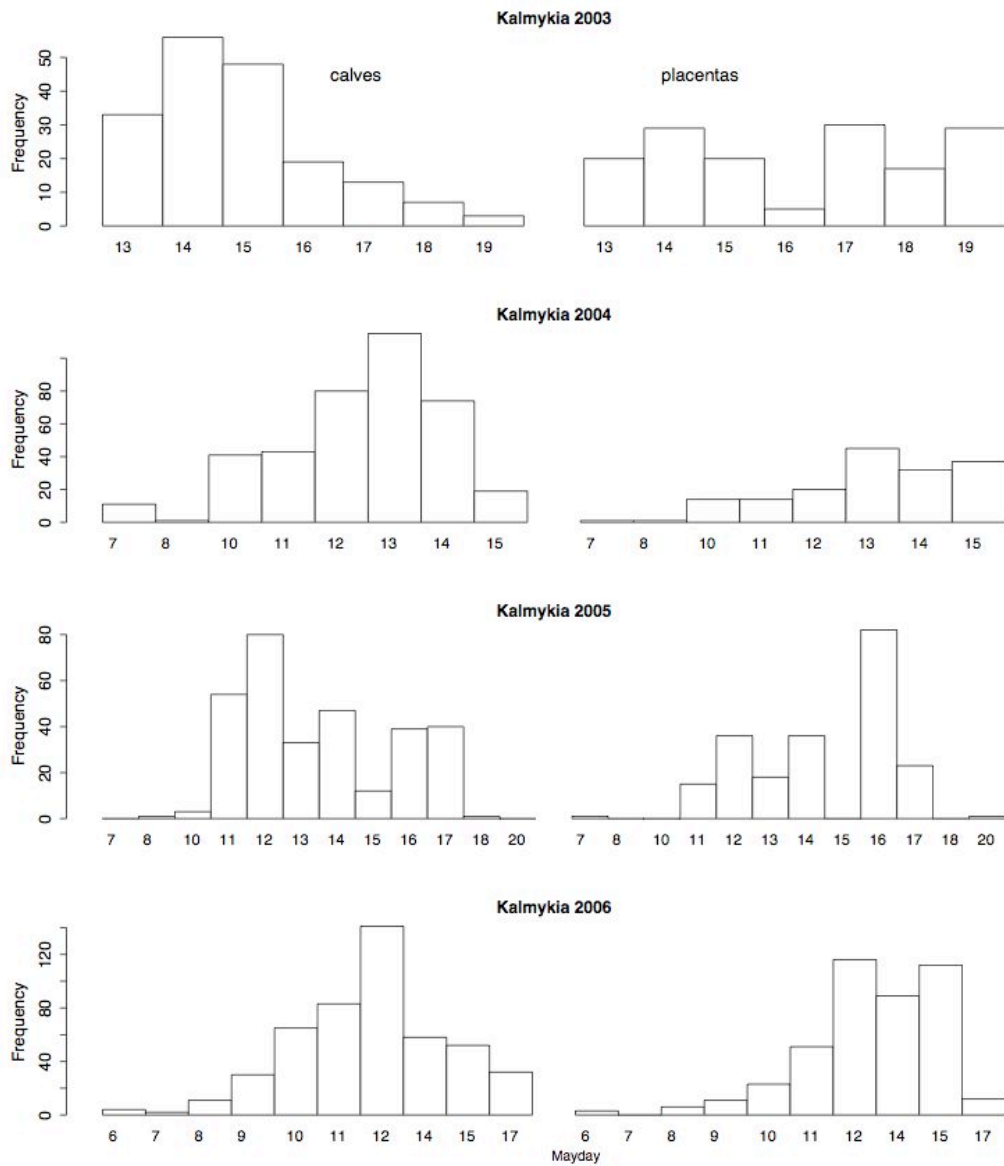 Kalmykia 2003
calves placentas
Frequency
50
40
30
20
10
0
13 14 15 16 17 18 19 13 14 15 16 17 18 19
Kalmykia 2004
Frequency
80
60
40
20
0
7 8 10 11 12 13 14 15 7 8 10 11 12 13 14 15
Kalmykia 2005
Frequency
80
60
40
20
0
7 8 10 11 12 13 14 15 16 17 18 20 7 8 10 11 12 13 14 15 16 17 18 20
Kalmykia 2006
Frequency
120
80
40
0
6 7 8 9 10 11 12 14 15 17 6 7 8 9 10 11 12 14 15 17
Mayday